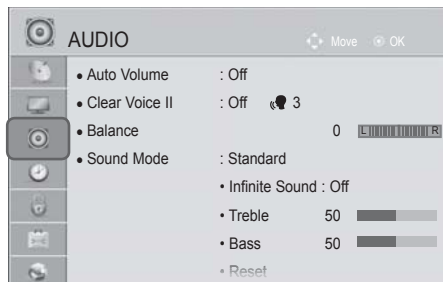 AUDIO Move OK
• Auto Volume : Off
• Clear Voice II : Off 3
• Balance 0 L R
• Sound Mode : Standard
• Infinite Sound : Off
• Treble 50
• Bass 50
• Reset